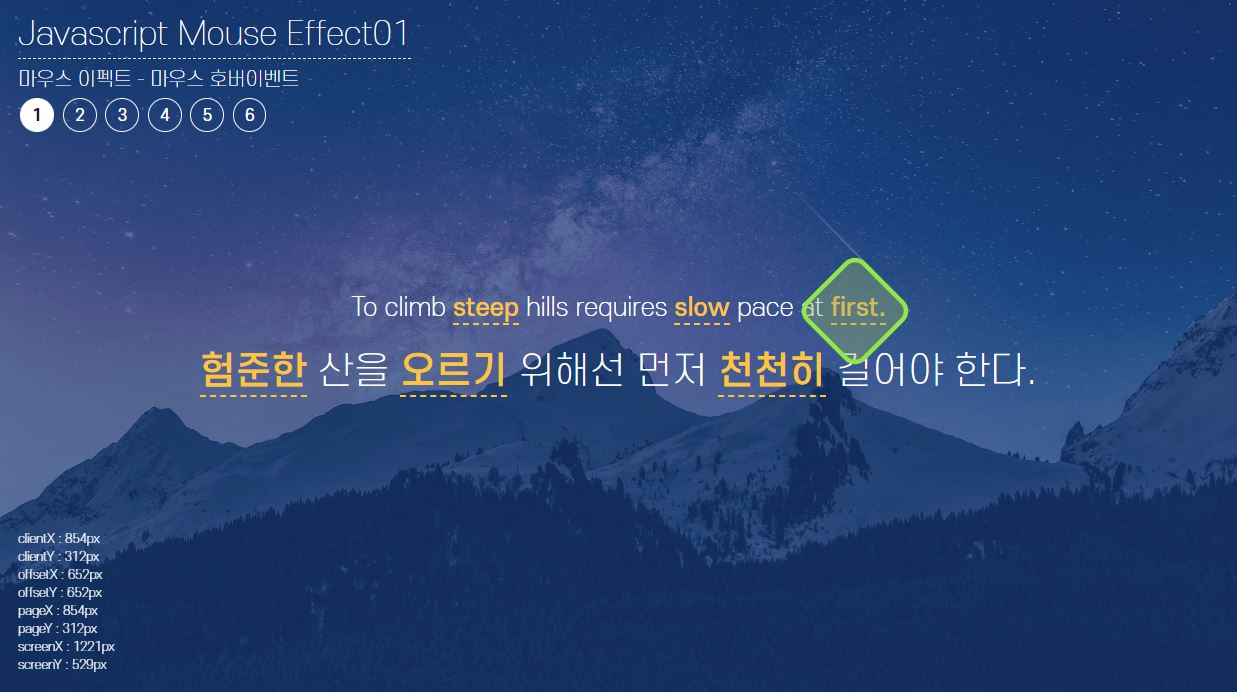 Javascript Mouse Effect01
마우스 이펙트 - 마우스 호버이벤트
1 2 3 4 5 6
To climb steep hills requires slow pace at first.
험준한 산을 오르기 위해선 먼저 천천히 걸어야 한다.
clientX : 854px
clientY : 312px
offsetX : 652px
offsetY : 652px
pageX : 854px
pageY : 312px
screenX : 1221px
screenY : 529px